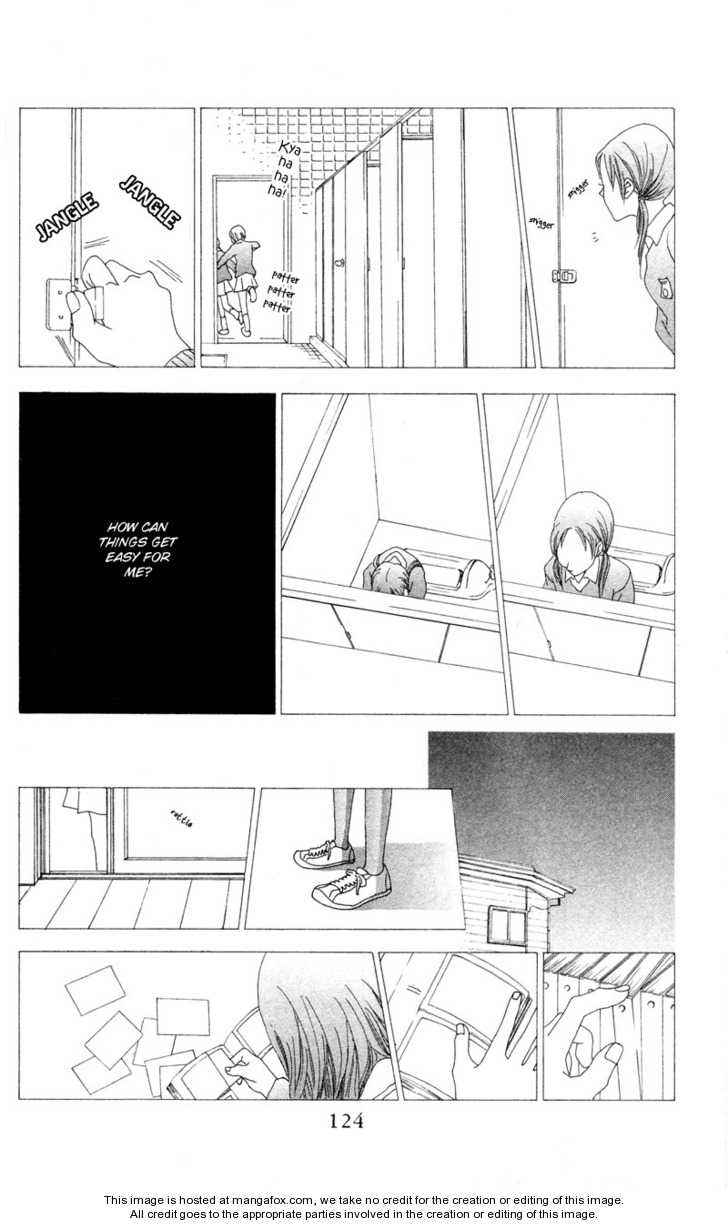 snigger
snigger
Kya
ha
ha
ha!
patter
patter
patter
JANGLE
JANGLE
HOW CAN
THINGS GET
EASY FOR
ME?
rattle
124
This image is hosted at mangafox.com, we take no credit for the creation or editing of this image.
All credit goes to the appropriate parties involved in the creation or editing of this image.